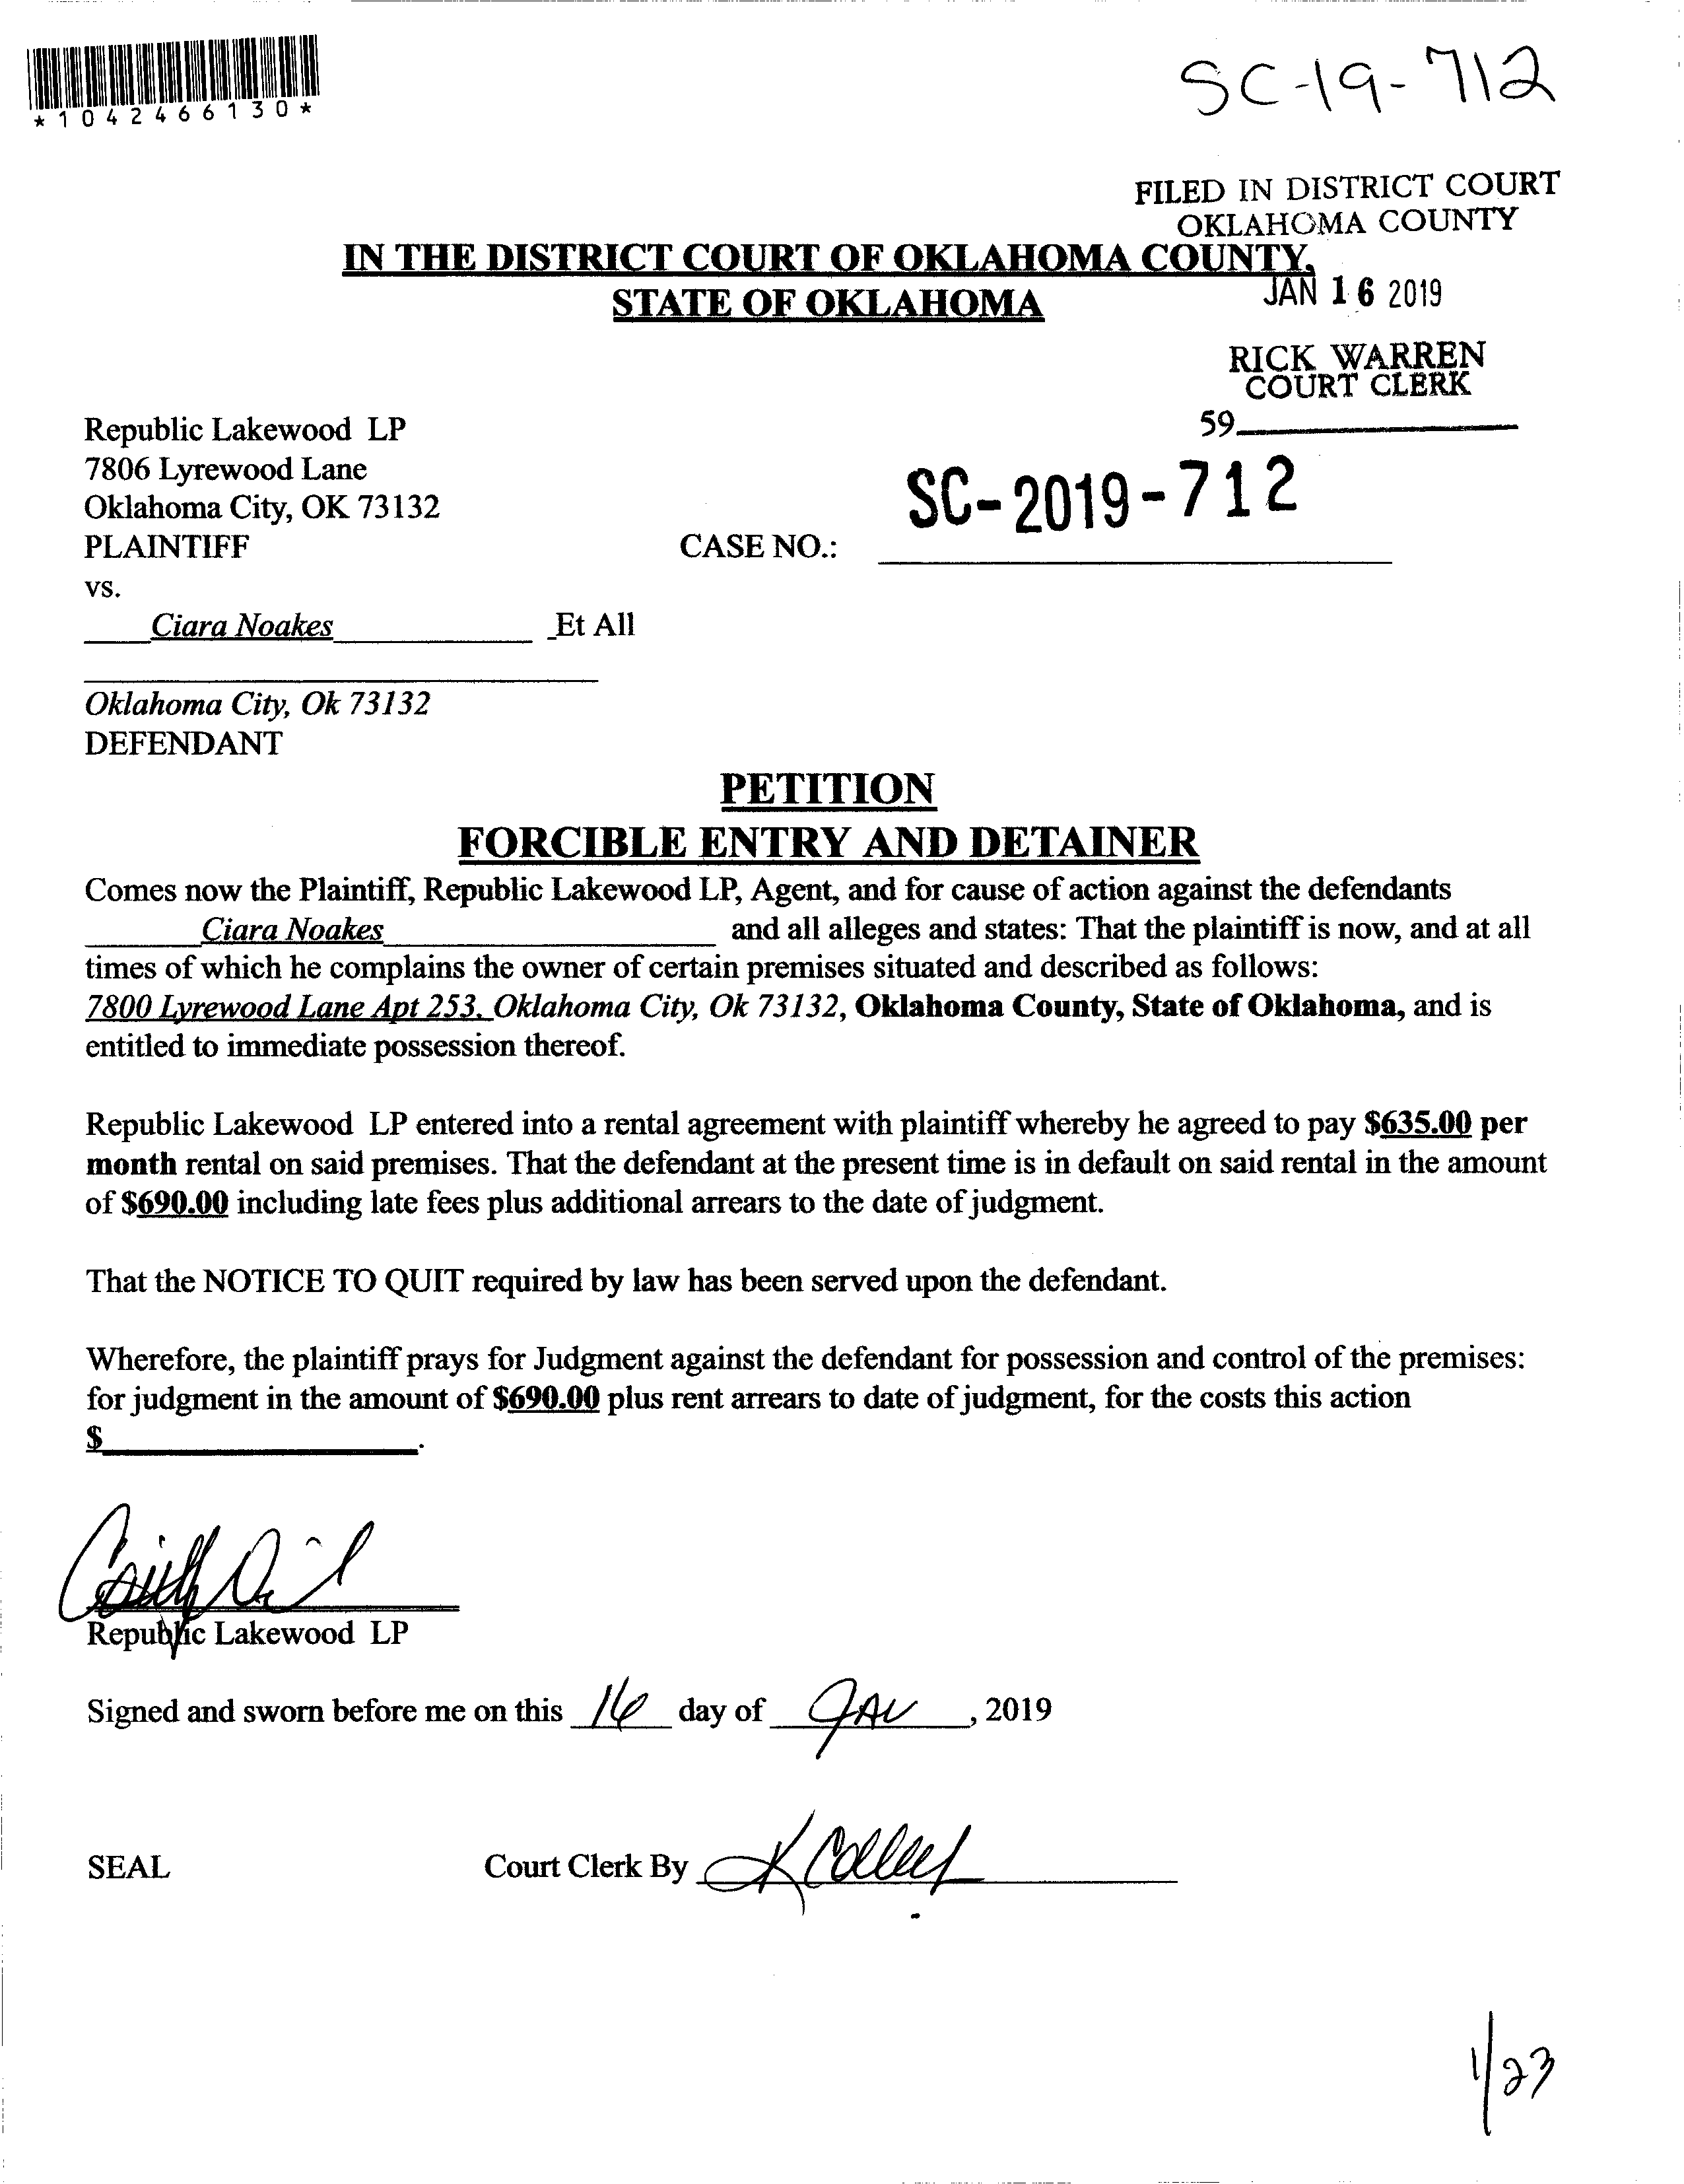 *1042466130*
SC-19-712
FILED IN DISTRICT COURT
OKLAHOMA COUNTY
IN THE DISTRICT COURT OF OKLAHOMA COUNTY,
STATE OF OKLAHOMA
JAN 16 2019
RICK WARREN
COURT CLERK
59
Republic Lakewood LP
7806 Lyrewood Lane
Oklahoma City, OK 73132
PLAINTIFF
SC-2019-712
CASE NO.:
vs.
Ciara Noakes Et All
Oklahoma City, Ok 73132
DEFENDANT
PETITION
FORCIBLE ENTRY AND DETAINER
Comes now the Plaintiff, Republic Lakewood LP, Agent, and for cause of action against the defendants
Ciara Noakes and all alleges and states: That the plaintiff is now, and at all
times of which he complains the owner of certain premises situated and described as follows:
7800 Lyrewood Lane Apt 253, Oklahoma City, Ok 73132, Oklahoma County, State of Oklahoma, and is
entitled to immediate possession thereof.
Republic Lakewood LP entered into a rental agreement with plaintiff whereby he agreed to pay $635.00 per
month rental on said premises. That the defendant at the present time is in default on said rental in the amount
of $690.00 including late fees plus additional arrears to the date of judgment.
That the NOTICE TO QUIT required by law has been served upon the defendant.
Wherefore, the plaintiff prays for Judgment against the defendant for possession and control of the premises:
for judgment in the amount of $690.00 plus rent arrears to date of judgment, for the costs this action
$ .
Republic Lakewood LP
Signed and sworn before me on this 16 day of JAN, 2019
SEAL Court Clerk By K
1/23